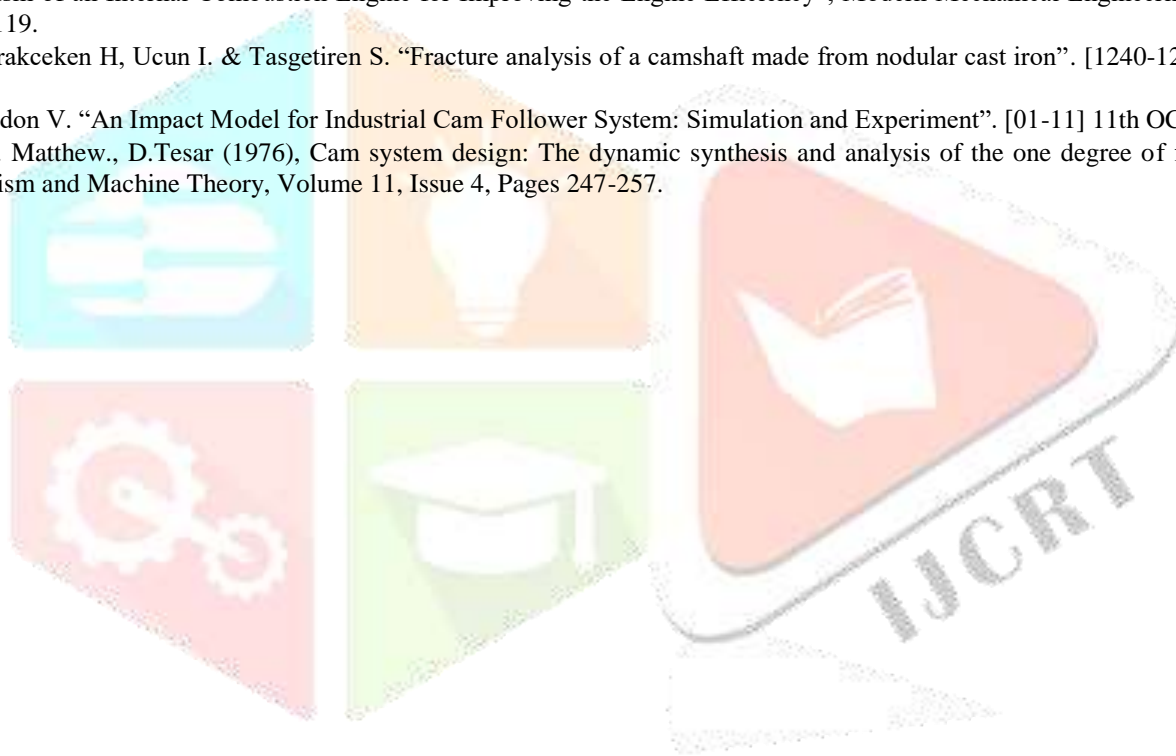 of an Internal Combustion Engine for Improving the Engine Efficiency”, Modern Mechanical Engineerin
119.
rakceken H, Ucun I. & Tasgetiren S. “Fracture analysis of a camshaft made from nodular cast iron”. [1240-12
don V. “An Impact Model for Industrial Cam Follower System: Simulation and Experiment”. [01-11] 11th OC
. Matthew., D.Tesar (1976), Cam system design: The dynamic synthesis and analysis of the one degree of
ism and Machine Theory, Volume 11, Issue 4, Pages 247-257.
IJCRT